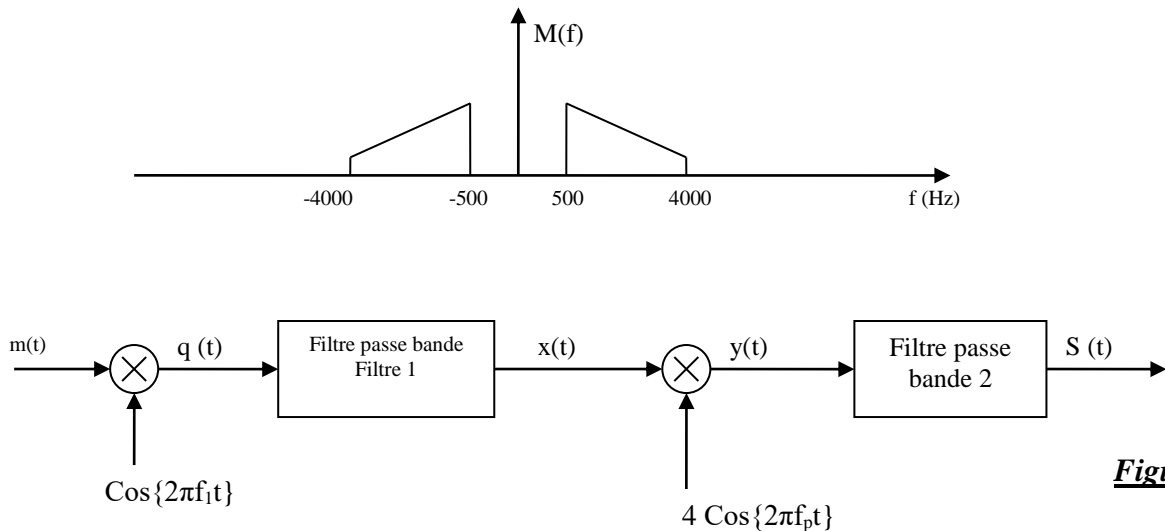 M(f)
-4000 -500 500 4000 f (Hz)
m(t) q (t) Filtre passe bande x(t) y(t) Filtre passe S (t)
Filtre 1 bande 2
Cos{2πf₁t}
4 Cos{2πfₚt}